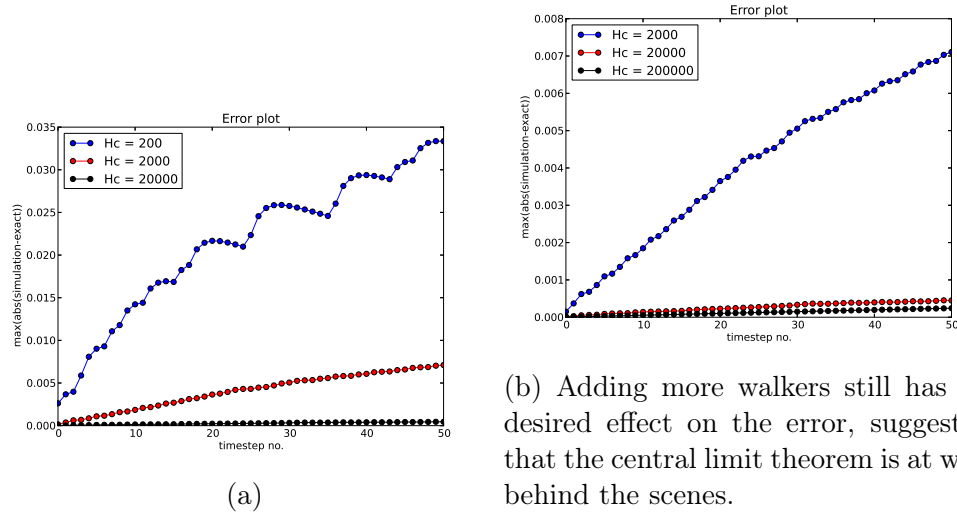 Error plot
max(abs(simulation-exact))
0.035
0.030
0.025
0.020
0.015
0.010
0.005
0.000
Hc = 200
Hc = 2000
Hc = 20000
0
10
20
30
40
50
timestep no.
(a)
Error plot
max(abs(simulation-exact))
0.008
0.007
0.006
0.005
0.004
0.003
0.002
0.001
0.000
Hc = 2000
Hc = 20000
Hc = 200000
0
10
20
30
40
50
timestep no.
(b) Adding more walkers still has
desired effect on the error, suggest
that the central limit theorem is at w
behind the scenes.